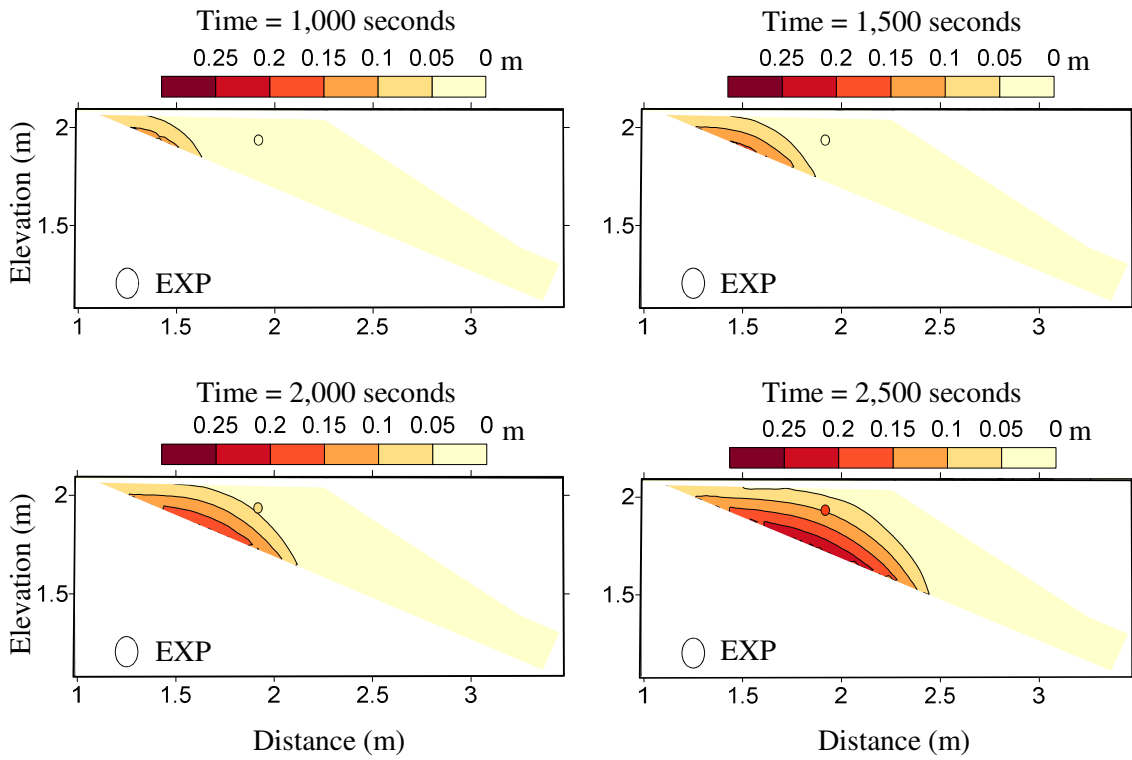 Time = 1,000 seconds
0.25 0.2 0.15 0.1 0.05 0 m
Elevation (m)
2
1.5
EXP
1 1.5 2 2.5 3
Time = 1,500 seconds
0.25 0.2 0.15 0.1 0.05 0 m
2
1.5
EXP
1 1.5 2 2.5 3
Time = 2,000 seconds
0.25 0.2 0.15 0.1 0.05 0 m
Elevation (m)
2
1.5
EXP
1 1.5 2 2.5 3
Distance (m)
Time = 2,500 seconds
0.25 0.2 0.15 0.1 0.05 0 m
2
1.5
EXP
1 1.5 2 2.5 3
Distance (m)